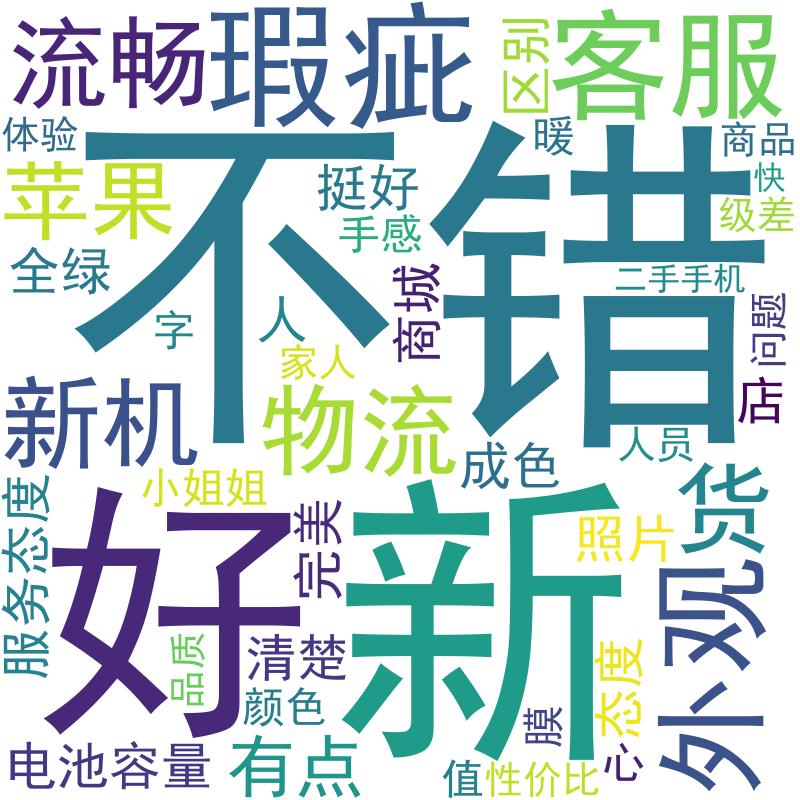 流畅
瑕疵
区别
客服
体验
不错
暖
商品
苹果
挺好
快
手感
级差
全绿
二手手机
商城
字
人
问题
家人
新机
物流
店
成色
人员
小姐姐
服务态度
好
新
完美
照片
货
外观
品质
清楚
态度
颜色
膜
电池容量
有点
值
性价比
心